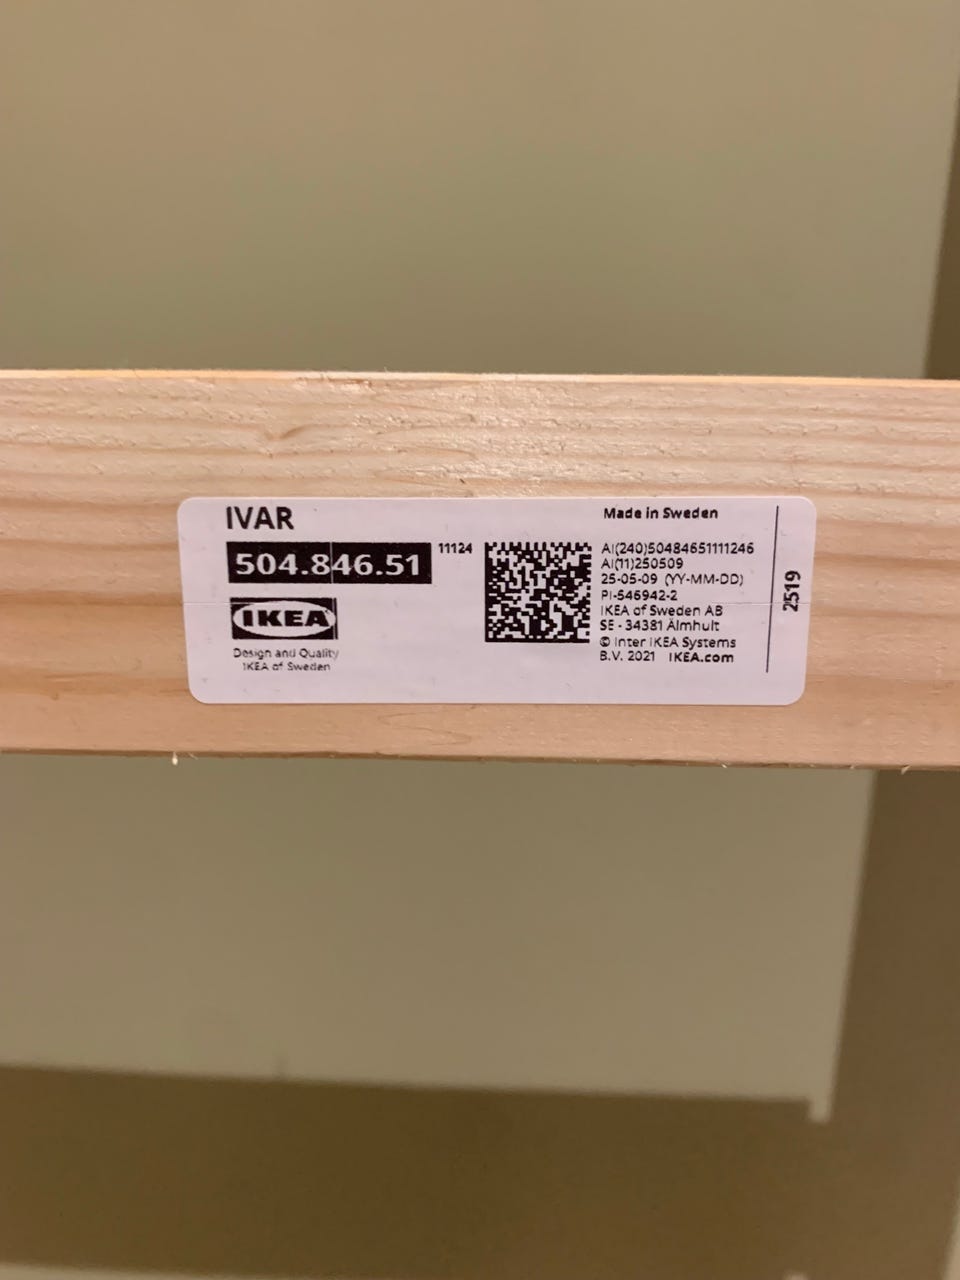 IVAR
504.846.51
11124
IKEA
Design and Quality
IKEA of Sweden
Made in Sweden
AI(240)50484651111246
AI(11)250509
25-05-09 (YY-MM-DD)
PI-546942-2
IKEA of Sweden AB
SE - 34381 Älmhult
© Inter IKEA Systems
B.V. 2021 IKEA.com
2519